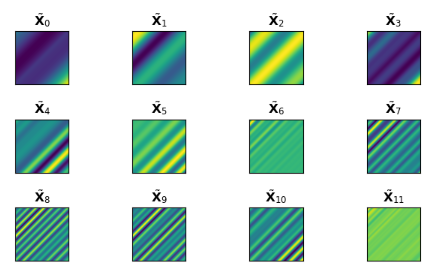 X̃₀ X̃₁ X̃₂ X̃₃
X̃₄ X̃₅ X̃₆ X̃₇
X̃₈ X̃₉ X̃₁₀ X̃₁₁